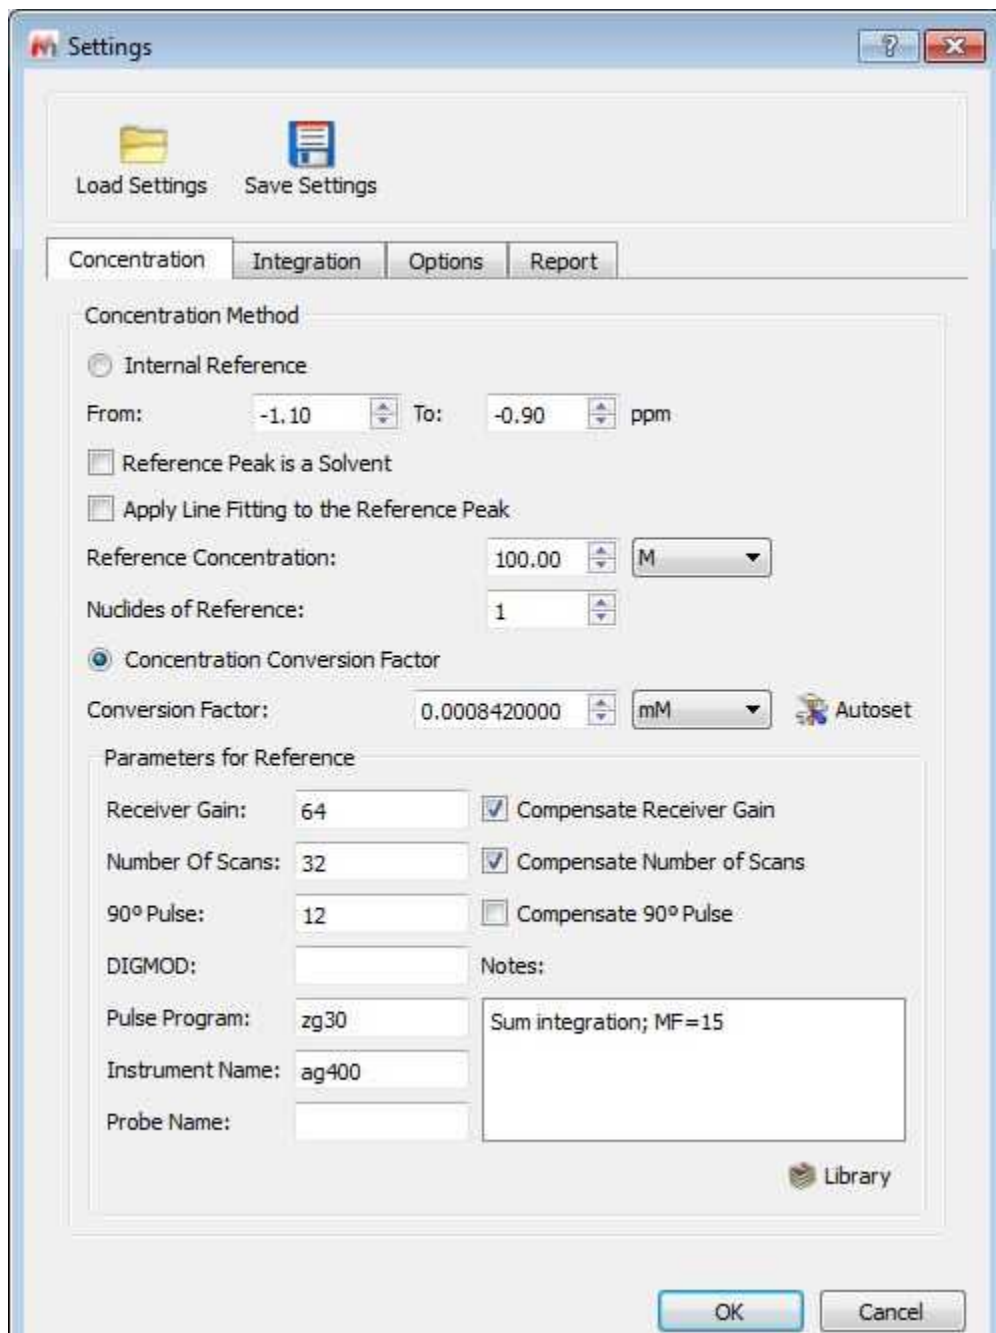 Settings
Load Settings Save Settings
Concentration Integration Options Report
Concentration Method
Internal Reference
From: -1.10 To: -0.90 ppm
Reference Peak is a Solvent
Apply Line Fitting to the Reference Peak
Reference Concentration: 100.00 M
Nuclides of Reference: 1
Concentration Conversion Factor
Conversion Factor: 0.0008420000 mM Autoset
Parameters for Reference
Receiver Gain: 64 Compensate Receiver Gain
Number Of Scans: 32 Compensate Number of Scans
90º Pulse: 12 Compensate 90º Pulse
DIGMOD: Notes:
Pulse Program: zg30 Sum integration; MF=15
Instrument Name: ag400
Probe Name:
Library
OK Cancel